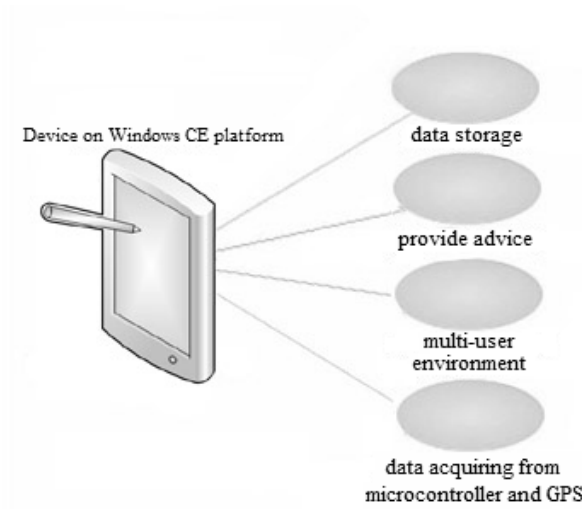 Device on Windows CE platform
data storage
provide advice
multi-user
environment
data acquiring from
microcontroller and GPS